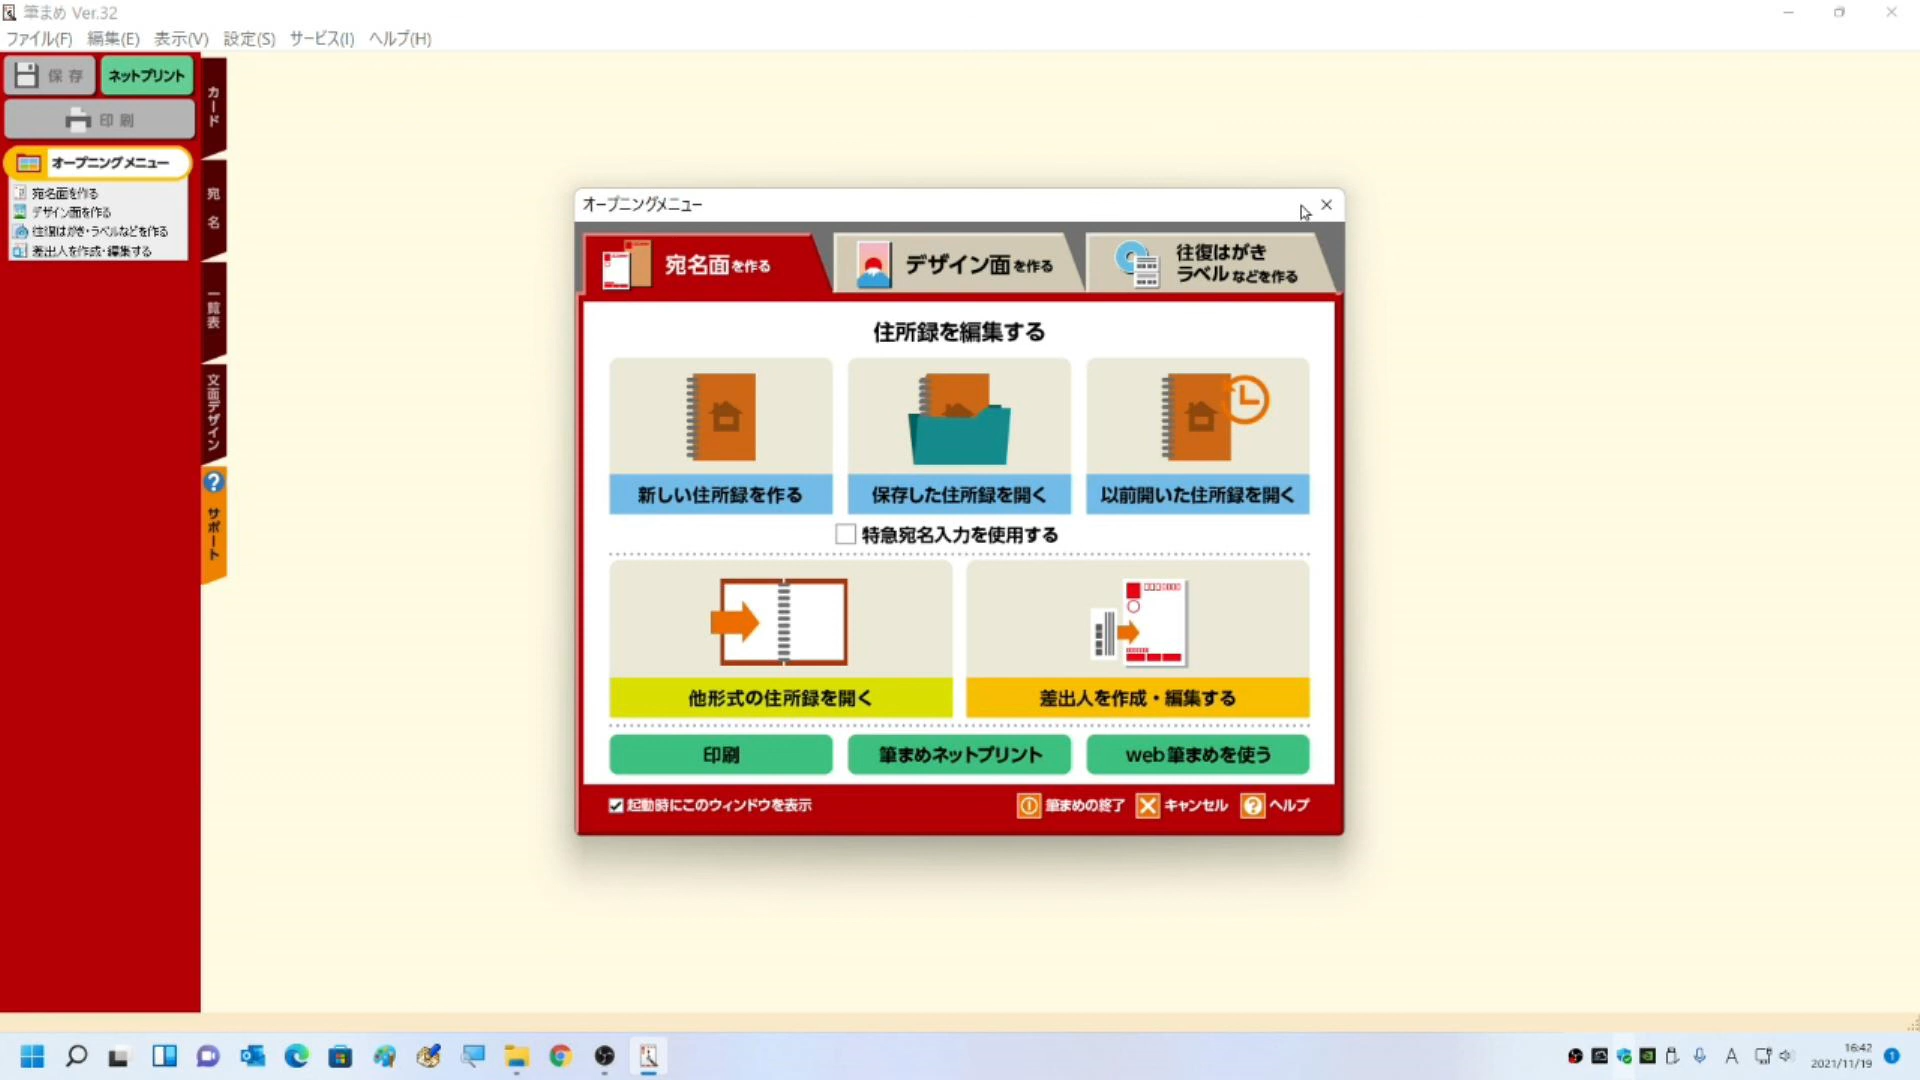 筆まめ Ver.32
ファイル(F) 編集(E) 表示(V) 設定(S) サービス(I) ヘルプ(H)
保存
ネットプリント
印刷
オープニングメニュー
宛名面を作る
デザイン面を作る
往復はがき・ラベルなどを作る
差出人を作成・編集する
カード
宛名
一覧表
文面デザイン
?
サポート
オープニングメニュー
宛名面を作る
デザイン面を作る
往復はがき
ラベルなどを作る
住所録を編集する
新しい住所録を作る
保存した住所録を開く
以前開いた住所録を開く
特急宛名入力を使用する
他形式の住所録を開く
差出人を作成・編集する
印刷
筆まめネットプリント
web筆まめを使う
起動時にこのウィンドウを表示
筆まめの終了
キャンセル
? ヘルプ
A
16:42
2021/11/19
1